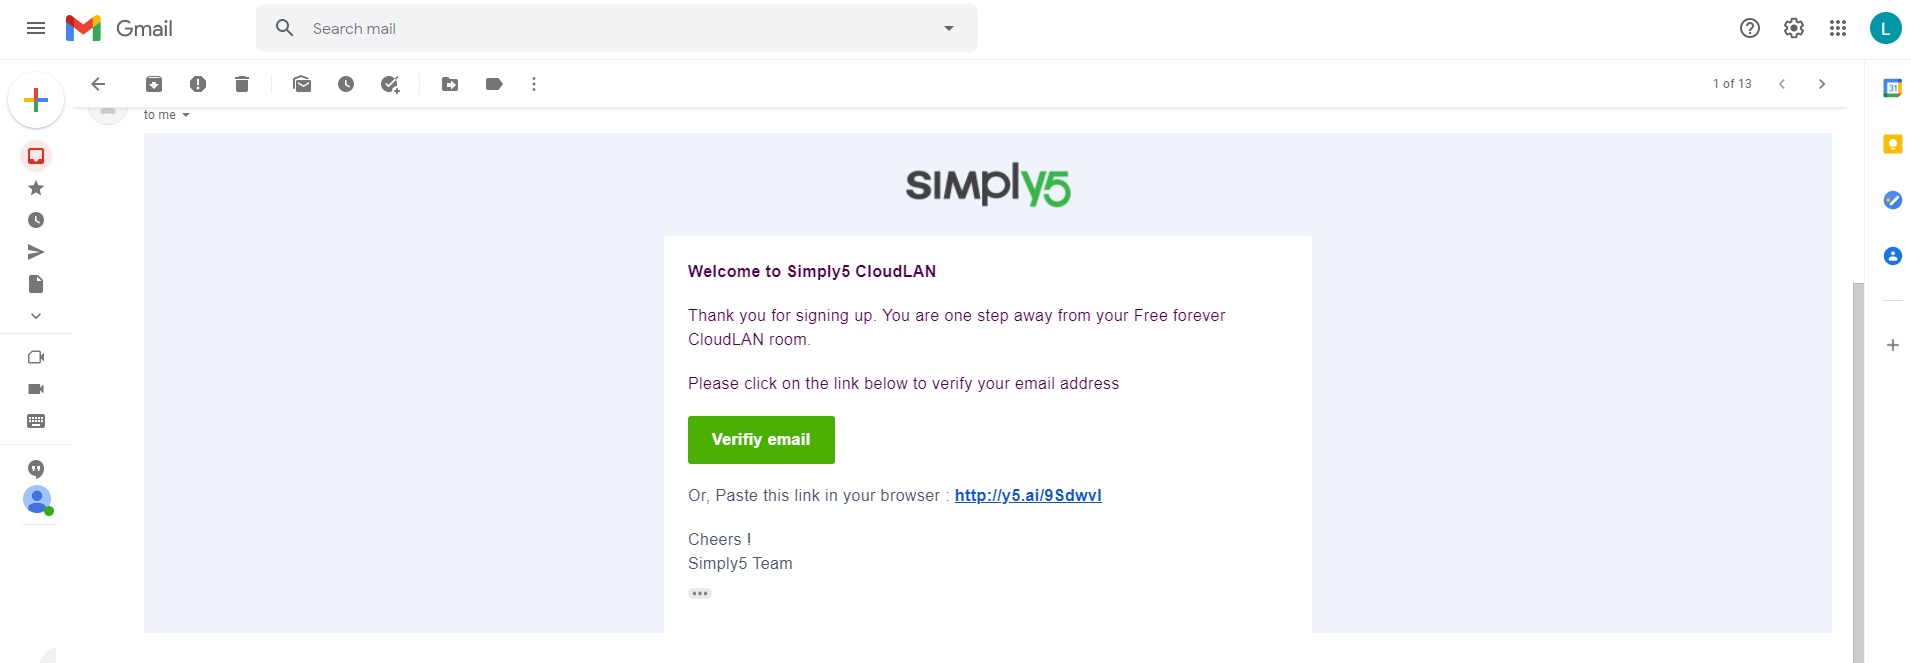 Gmail
Search mail
L
1 of 13
31
to me
sımply5
Welcome to Simply5 CloudLAN
Thank you for signing up. You are one step away from your Free forever
CloudLAN room.
Please click on the link below to verify your email address
Verifiy email
Or, Paste this link in your browser : http://y5.ai/9Sdwvl
Cheers !
Simply5 Team